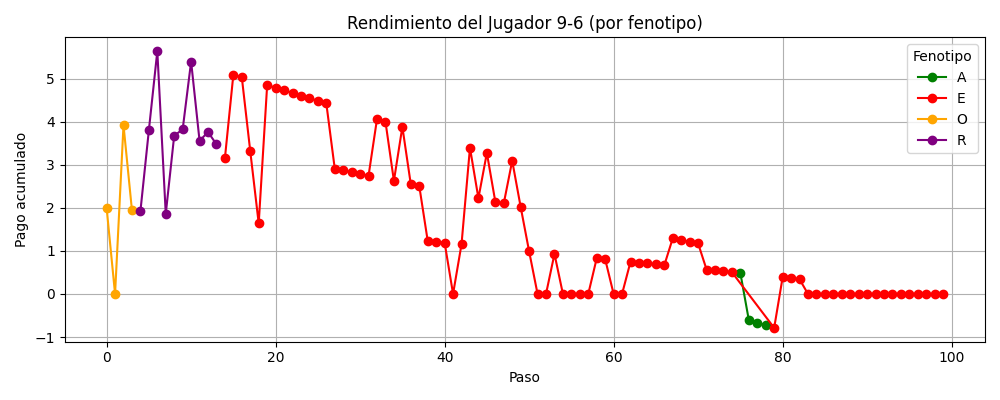 Rendimiento del Jugador 9-6 (por fenotipo)
Pago acumulado
5
4
3
2
1
0
−1
0 20 40 60 80 100
Paso
Fenotipo
A
E
O
R